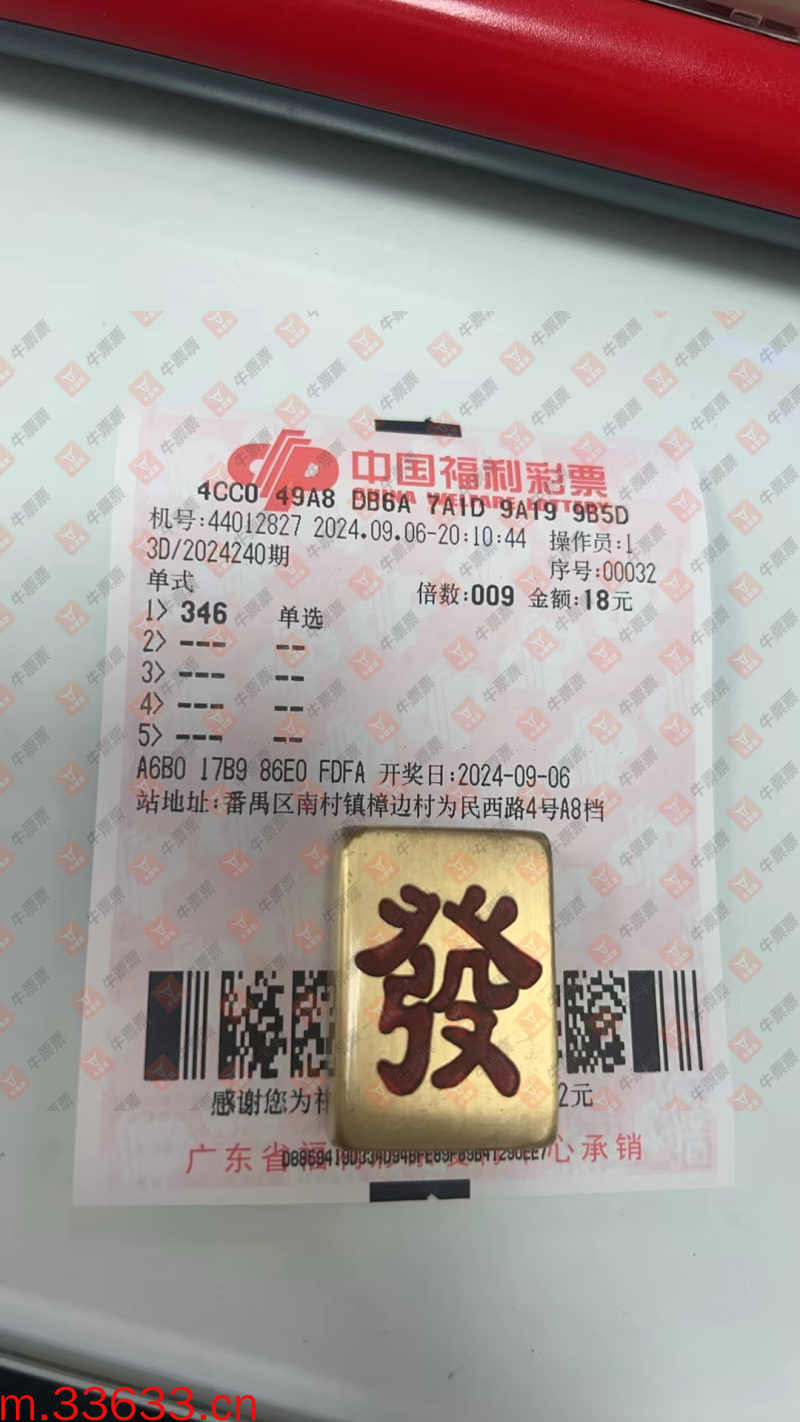 中国福利彩票
CHINA WELFARE LOTTERY
4CC0 49A8 DB6A 7A1D 9A19 9B5D
机号:44012827 2024.09.06-20:10:44 操作员:1
3D/2024240期 序号:00032
单式 倍数:009 金额:18元
1> 346 单选
2> --- --
3> --- --
4> --- --
5> --- --
A6B0 17B9 86E0 FDFA 开奖日:2024-09-06
站地址:番禺区南村镇樟边村为民西路4号A8档
發
感谢您为 2元
广东省福 心承销
牛票票
m.33633.cn